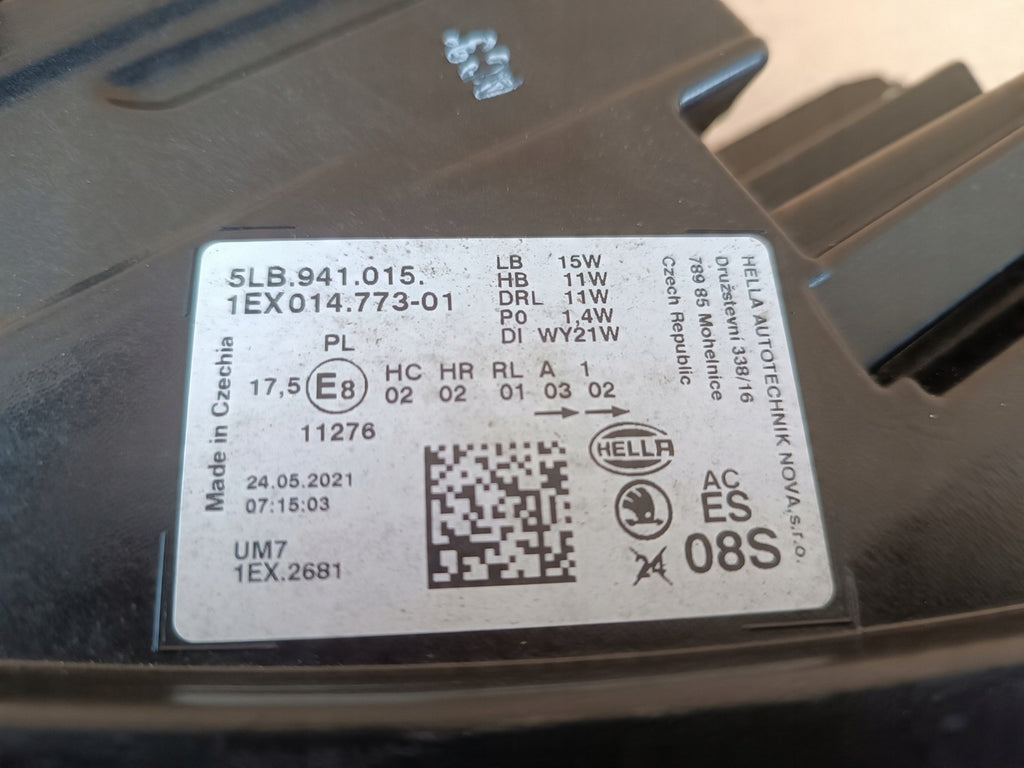 5LB.941.015.
1EX014.773-01
LB 15W
HB 11W
DRL 11W
PO 1,4W
DI WY21W
HELLA AUTOTECHNIK NOVA,s.r.o.
Družstevní 338/16
789 85 Mohelnice
Czech Republic
Made in Czechia
PL
17,5 E8 HC HR RL A 1
02 02 01 03 02
11276
24.05.2021
07:15:03
UM7
1EX.2681
HELLA
24
AC
ES
08S